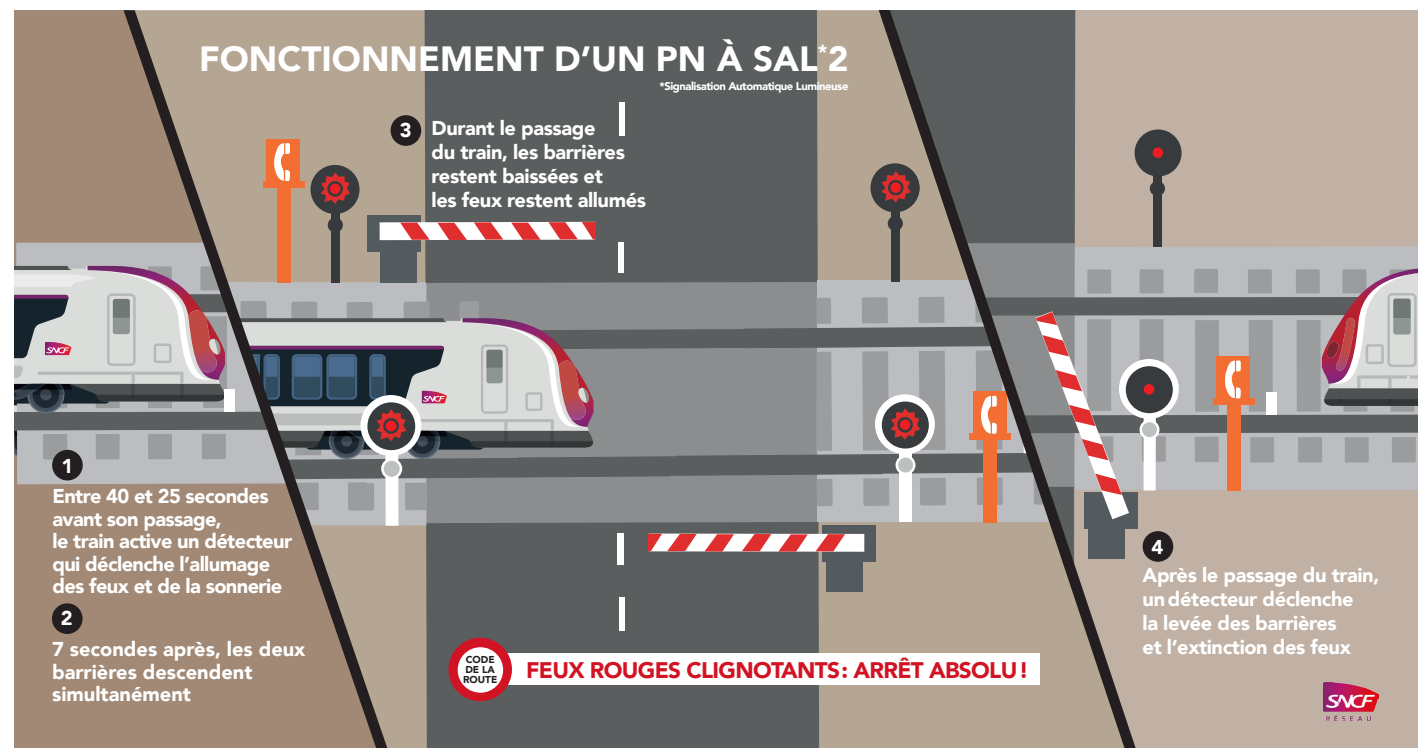 FONCTIONNEMENT D'UN PN À SAL*2
*Signalisation Automatique Lumineuse
3
Durant le passage
du train, les barrières
restent baissées et
les feux restent allumés
SNCF
SNCF
1
Entre 40 et 25 secondes
avant son passage,
le train active un détecteur
qui déclenche l'allumage
des feux et de la sonnerie
2
7 secondes après, les deux
barrières descendent
simultanément
4
Après le passage du train,
un détecteur déclenche
la levée des barrières
et l'extinction des feux
CODE
DE LA
ROUTE
FEUX ROUGES CLIGNOTANTS : ARRÊT ABSOLU !
SNCF
RÉSEAU